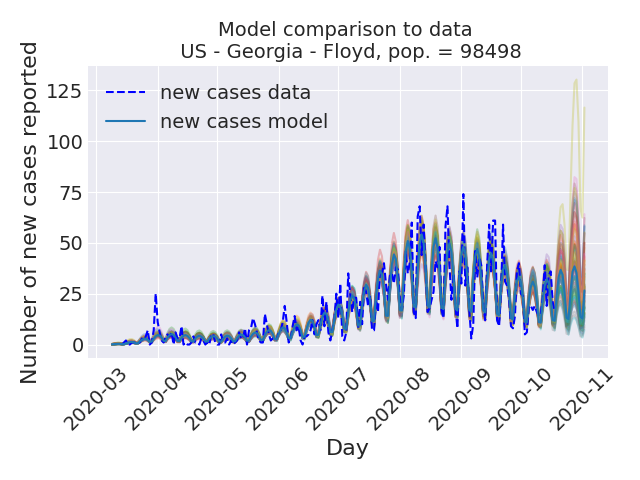 Model comparison to data
US - Georgia - Floyd, pop. = 98498
new cases data
new cases model
Number of new cases reported
125
100
75
50
25
0
2020-03
2020-04
2020-05
2020-06
2020-07
2020-08
2020-09
2020-10
2020-11
Day